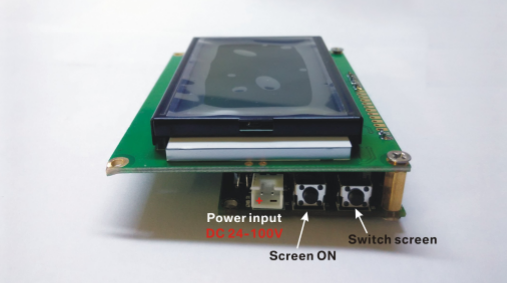 Power input
DC 24-100V
Switch screen
Screen ON